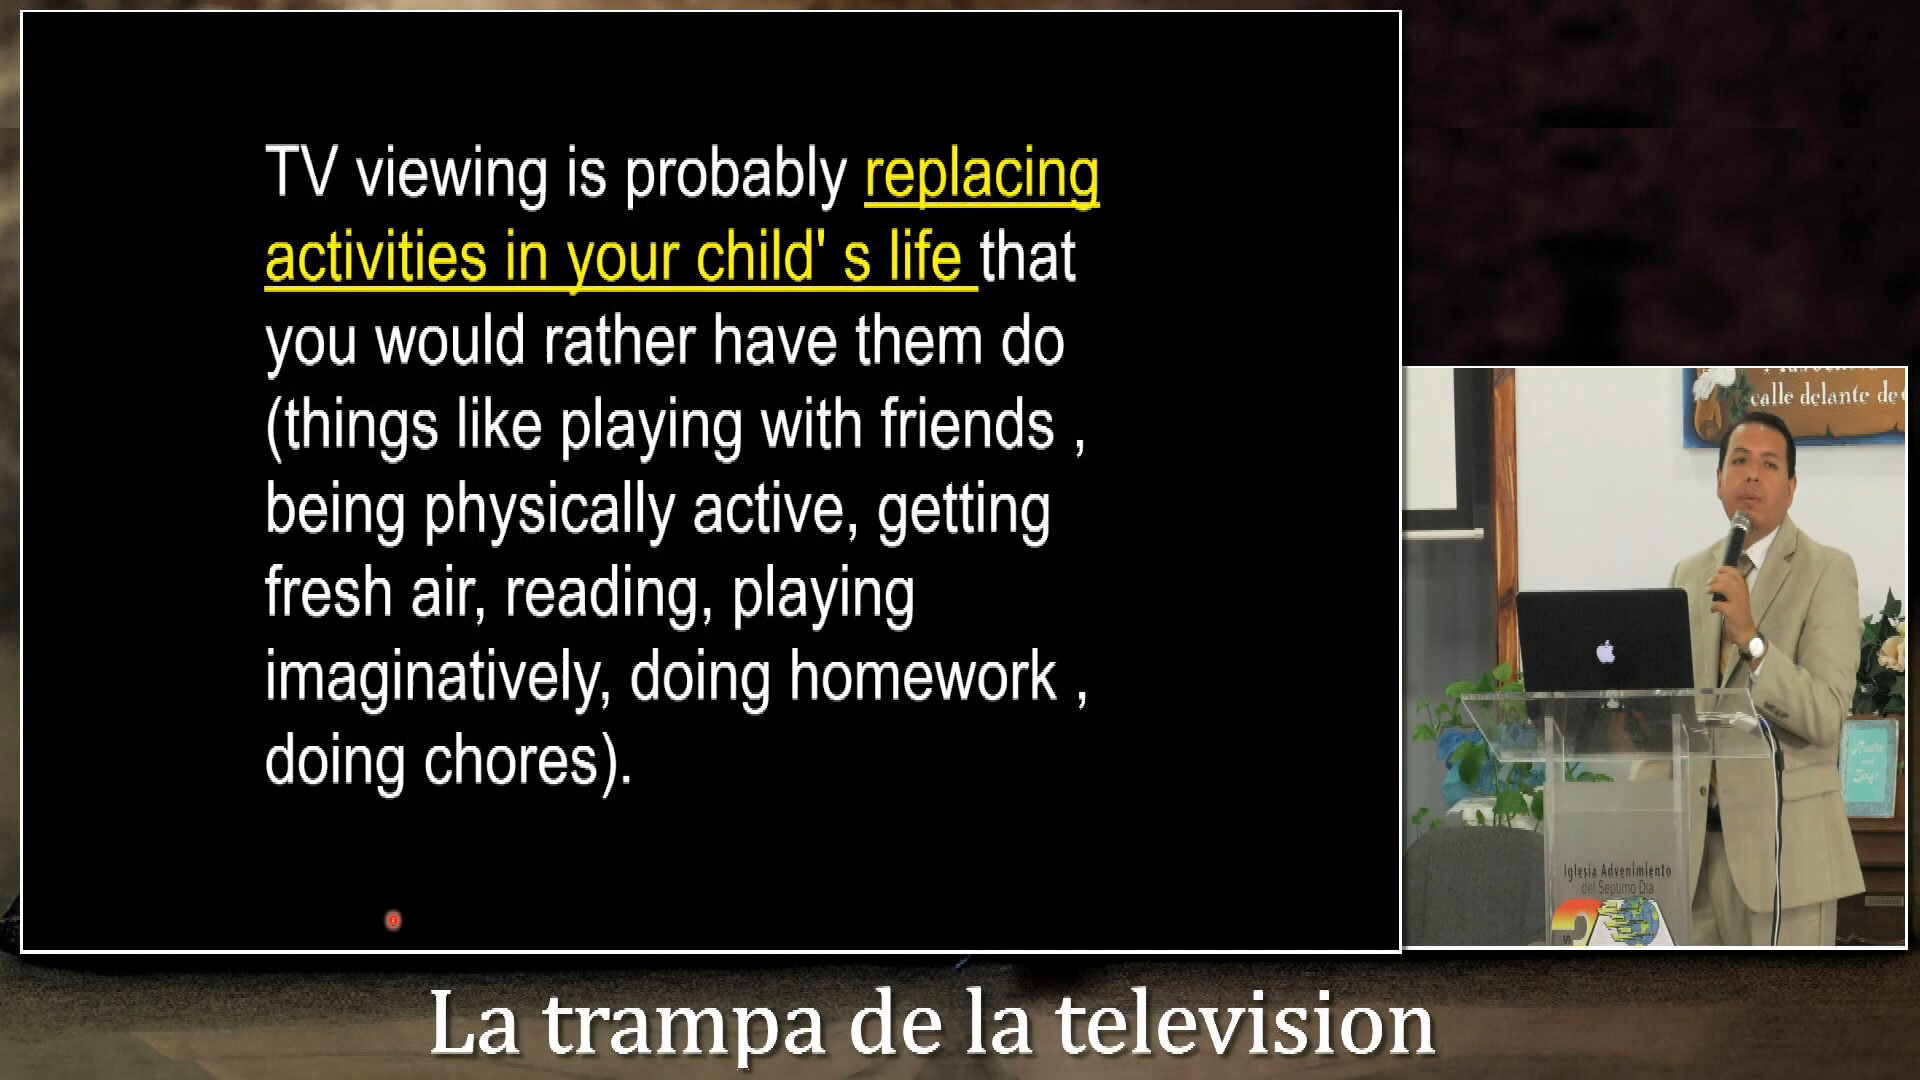 TV viewing is probably replacing
activities in your child' s life that
you would rather have them do
(things like playing with friends ,
being physically active, getting
fresh air, reading, playing
imaginatively, doing homework ,
doing chores).
calle delante de
Iglesia Advenimiento
del Septimo Dia
3
La trampa de la television